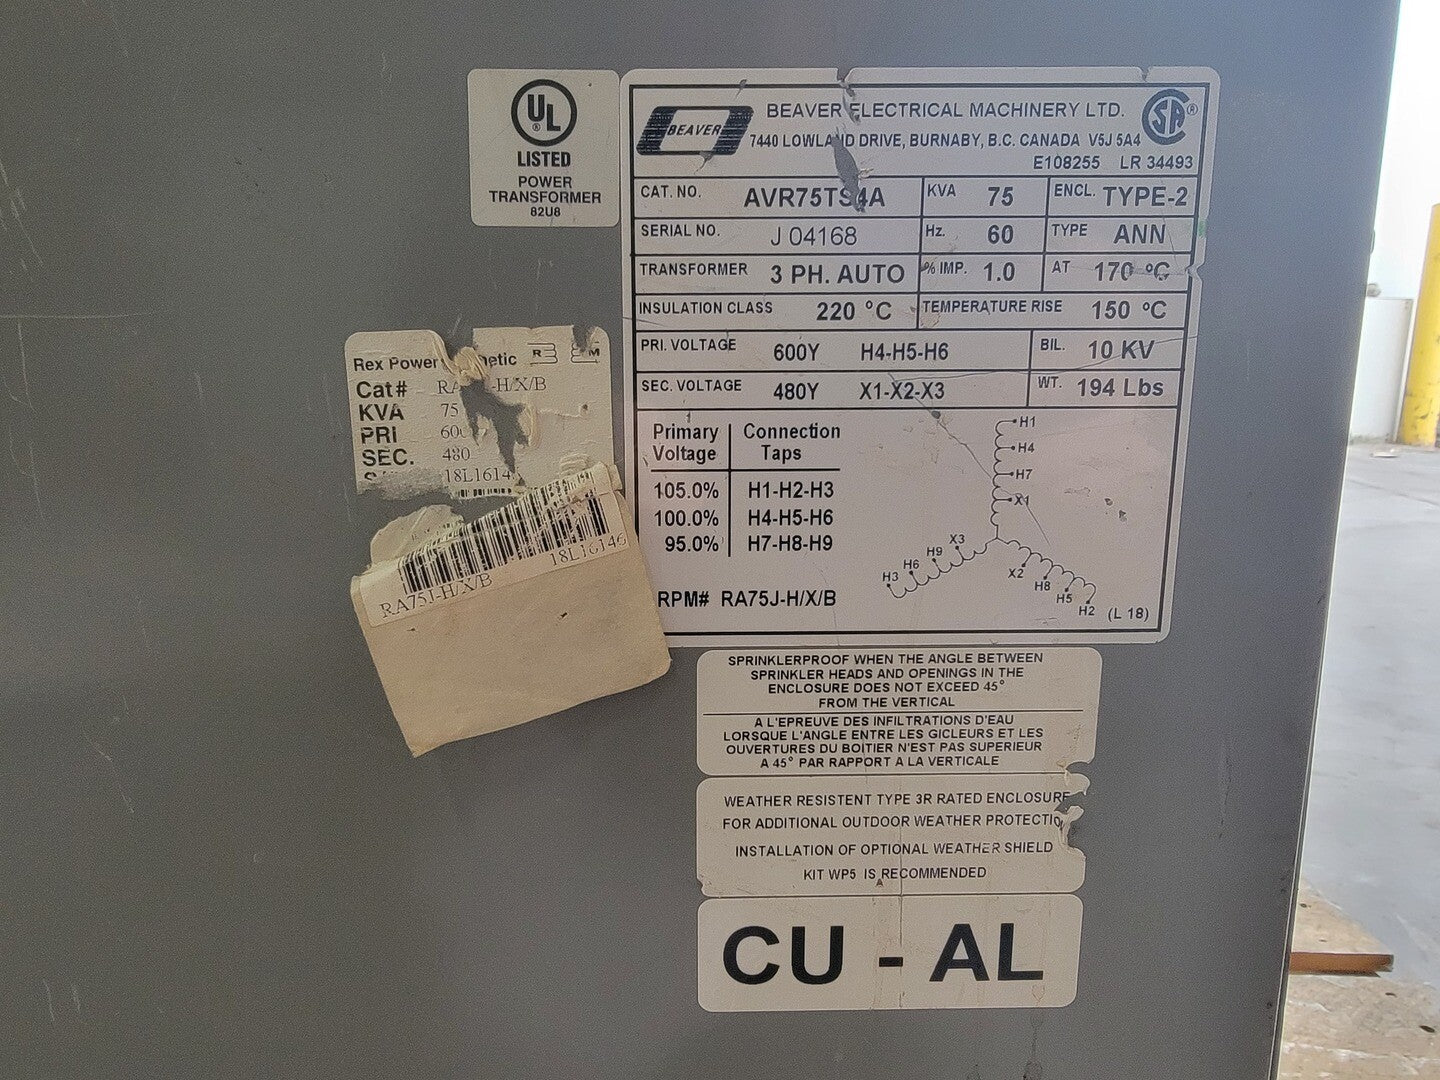 UL
®
LISTED
POWER
TRANSFORMER
82U8
BEAVER
BEAVER ELECTRICAL MACHINERY LTD.
7440 LOWLAND DRIVE, BURNABY, B.C. CANADA V5J 5A4
E108255 LR 34493
SA ®
CAT. NO. AVR75TS4A KVA 75 ENCL. TYPE-2
SERIAL NO. J 04168 Hz. 60 TYPE ANN
TRANSFORMER 3 PH. AUTO % IMP. 1.0 AT 170 °C
INSULATION CLASS 220 °C TEMPERATURE RISE 150 °C
PRI. VOLTAGE 600Y H4-H5-H6 BIL. 10 KV
SEC. VOLTAGE 480Y X1-X2-X3 WT. 194 Lbs
Primary Connection
Voltage Taps
105.0% H1-H2-H3
100.0% H4-H5-H6
95.0% H7-H8-H9
RPM# RA75J-H/X/B
H1
H4
H7
X1
X3
H9
H6
H3
X2
H8
H5
H2
(L 18)
Rex Power
R M
Cat# -H/X/B
KVA 75
PRI
SEC. 480
RA75J-H/X/B 18L16146
SPRINKLERPROOF WHEN THE ANGLE BETWEEN
SPRINKLER HEADS AND OPENINGS IN THE
ENCLOSURE DOES NOT EXCEED 45°
FROM THE VERTICAL
A L'EPREUVE DES INFILTRATIONS D'EAU
LORSQUE L'ANGLE ENTRE LES GICLEURS ET LES
OUVERTURES DU BOITIER N'EST PAS SUPERIEUR
A 45° PAR RAPPORT A LA VERTICALE
WEATHER RESISTENT TYPE 3R RATED ENCLOSURE
FOR ADDITIONAL OUTDOOR WEATHER PROTECTIO
INSTALLATION OF OPTIONAL WEATHER SHIELD
KIT WP5 IS RECOMMENDED
CU - AL